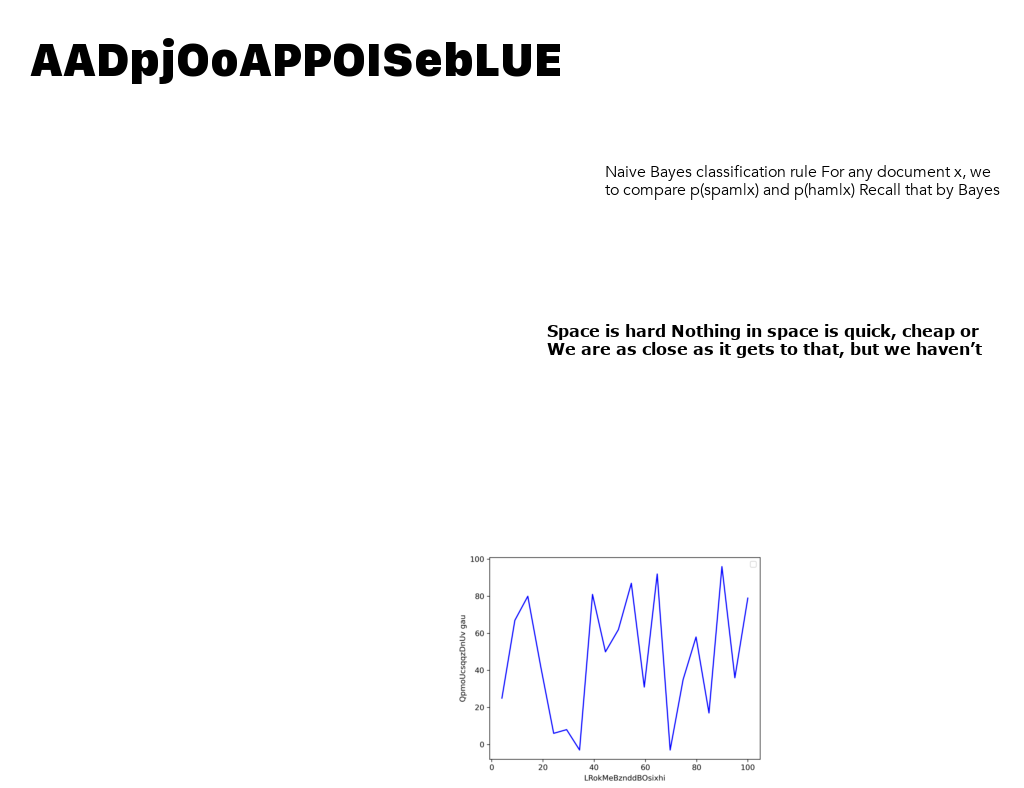 AADpjOoAPPOISebLUE
Naive Bayes classification rule For any document x, we
to compare p(spamlx) and p(hamlx) Recall that by Bayes
Space is hard Nothing in space is quick, cheap or
We are as close as it gets to that, but we haven’t
100
80
60
40
20
0
QpmoUcsqqzDnUv gau
0 20 40 60 80 100
LRokMeBznddBOsixhi